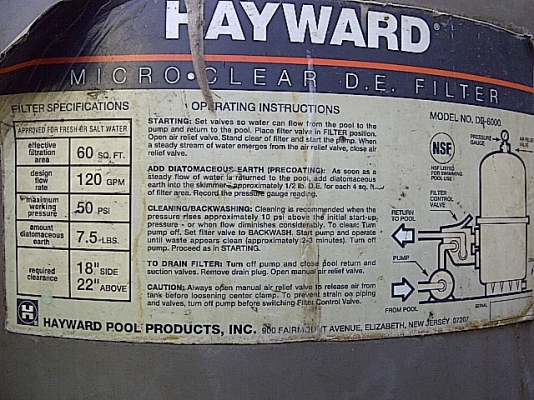 HAYWARD®
MICRO•CLEAR D.E. FILTER
FILTER SPECIFICATIONS
APPROVED FOR FRESH OR SALT WATER
effective filtration area
60 SQ. FT.
design flow rate
120 GPM
maximum working pressure
50 PSI
amount diatomaceous earth
7.5-LBS.
required clearance
18" SIDE
22" ABOVE
OPERATING INSTRUCTIONS
STARTING: Set valves so water can flow from the pool to the
pump and return to the pool. Place filter valve in FILTER position.
Open air relief valve. Stand clear of filter and start the pump. When
a steady stream of water emerges from the air relief valve, close air
relief valve.
ADD DIATOMACEOUS EARTH (PRECOATING): As soon as a
steady flow of water is returned to the pool, add diatomaceous
earth into the skimmer - approximately 1/2 lb. D.E. for each 4 sq. ft.
of filter area. Record the pressure gauge reading.
CLEANING/BACKWASHING: Cleaning is recommended when the
pressure rises approximately 10 psi above the initial start-up
pressure - or when flow diminishes considerably. To clean: Turn
pump off. Set filter valve to BACKWASH. Start pump and operate
until waste appears clean (approximately 2-3 minutes). Turn off
pump. Proceed as in STARTING.
TO DRAIN FILTER: Turn off pump and close pool return and
suction valves. Remove drain plug. Open manual air relief valve.
CAUTION: Always open manual air relief valve to release air from
tank before loosening center clamp. To prevent strain on piping
and valves, turn off pump before switching Filter Control Valve.
MODEL NO. DE-6000
PRESSURE GAUGE
AIR RELIEF
NSF
NSF LISTED
FOR SWIMMING
POOL USE
FILTER
CONTROL
VALVE
RETURN
TO POOL
PUMP
FROM POOL
SERIAL
H
HAYWARD POOL PRODUCTS, INC. 900 FAIRMOUNT AVENUE, ELIZABETH, NEW JERSEY 07207